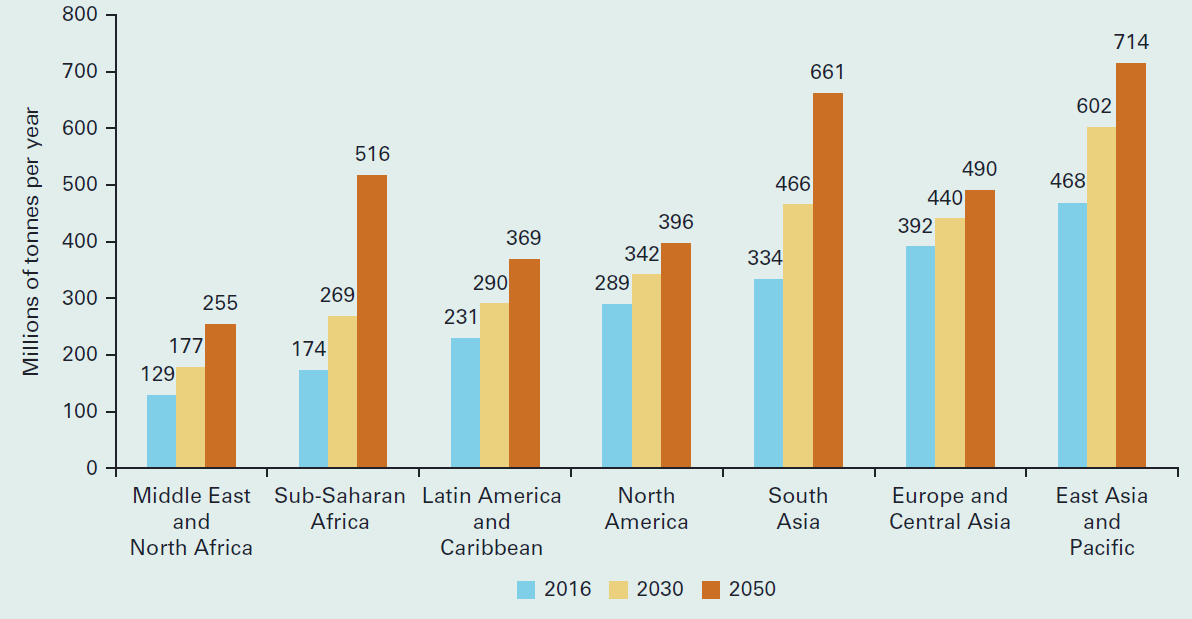 800
700
600
500
400
300
200
100
0
Millions of tonnes per year
129
177
255
174
269
516
231
290
369
289
342
396
334
466
661
392
440
490
468
602
714
Middle East
and
North Africa
Sub-Saharan
Africa
Latin America
and
Caribbean
North
America
South
Asia
Europe and
Central Asia
East Asia
and
Pacific
2016
2030
2050